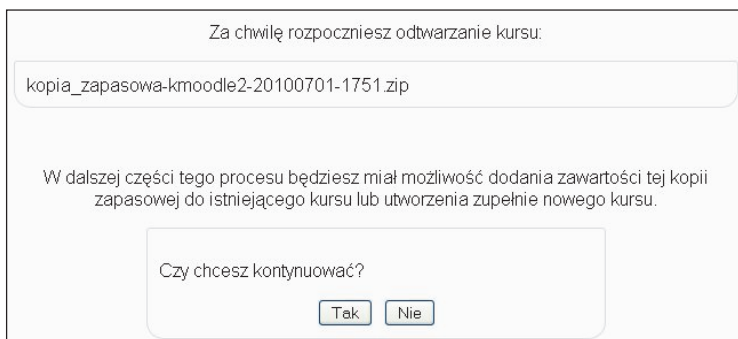 Za chwilę rozpoczniesz odtwarzanie kursu:
kopia_zapasowa-kmoodle2-20100701-1751.zip
W dalszej części tego procesu będziesz miał możliwość dodania zawartości tej kopii
zapasowej do istniejącego kursu lub utworzenia zupełnie nowego kursu.
Czy chcesz kontynuować?
Tak Nie